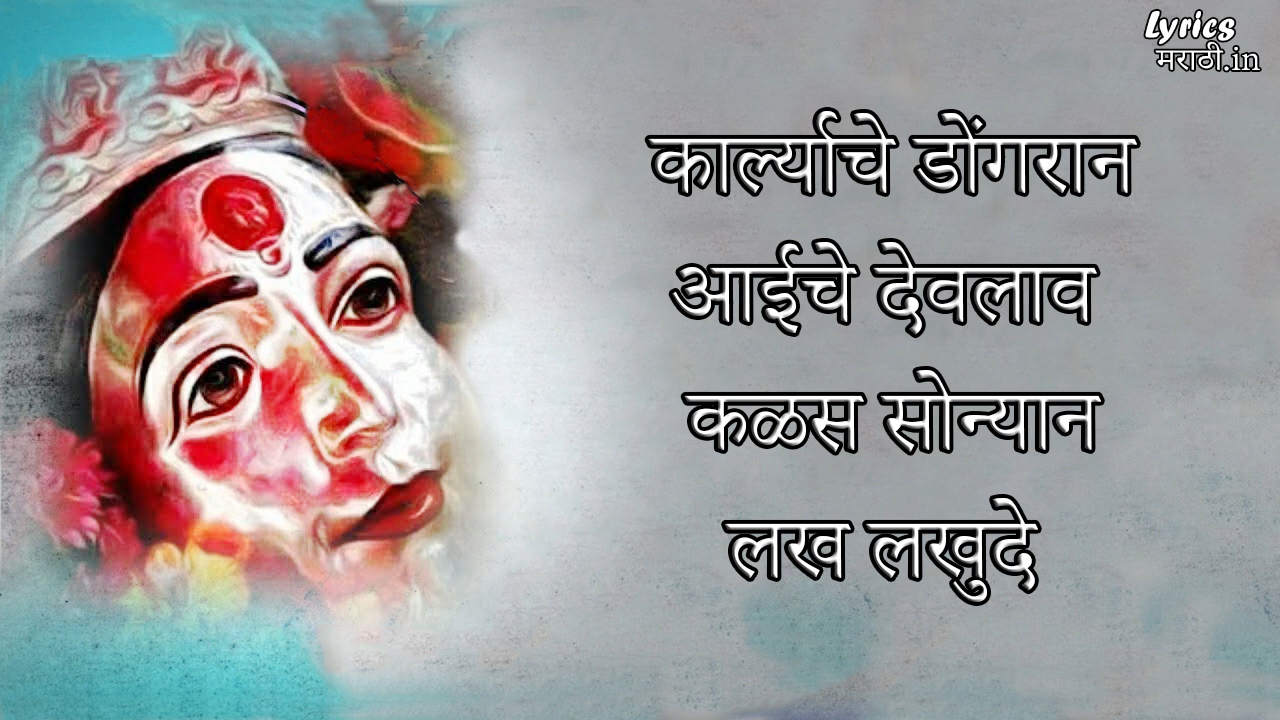 Lyrics
मराठी.in
कार्ल्याचे डोंगरान
आईचे देवलाव
कळस सोन्यान
लख लखुदे